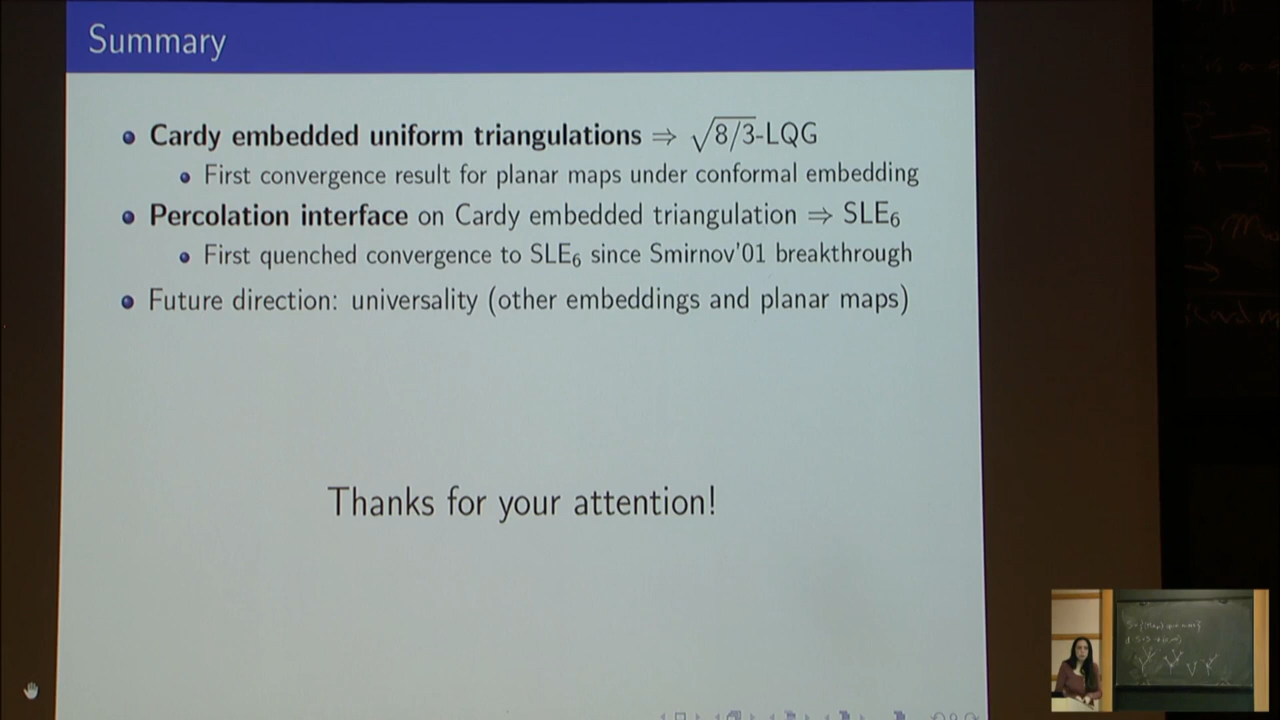 Summary
Cardy embedded uniform triangulations ⇒ √8/3-LQG
First convergence result for planar maps under conformal embedding
Percolation interface on Cardy embedded triangulation ⇒ SLE₆
First quenched convergence to SLE₆ since Smirnov'01 breakthrough
Future direction: universality (other embeddings and planar maps)
Thanks for your attention!